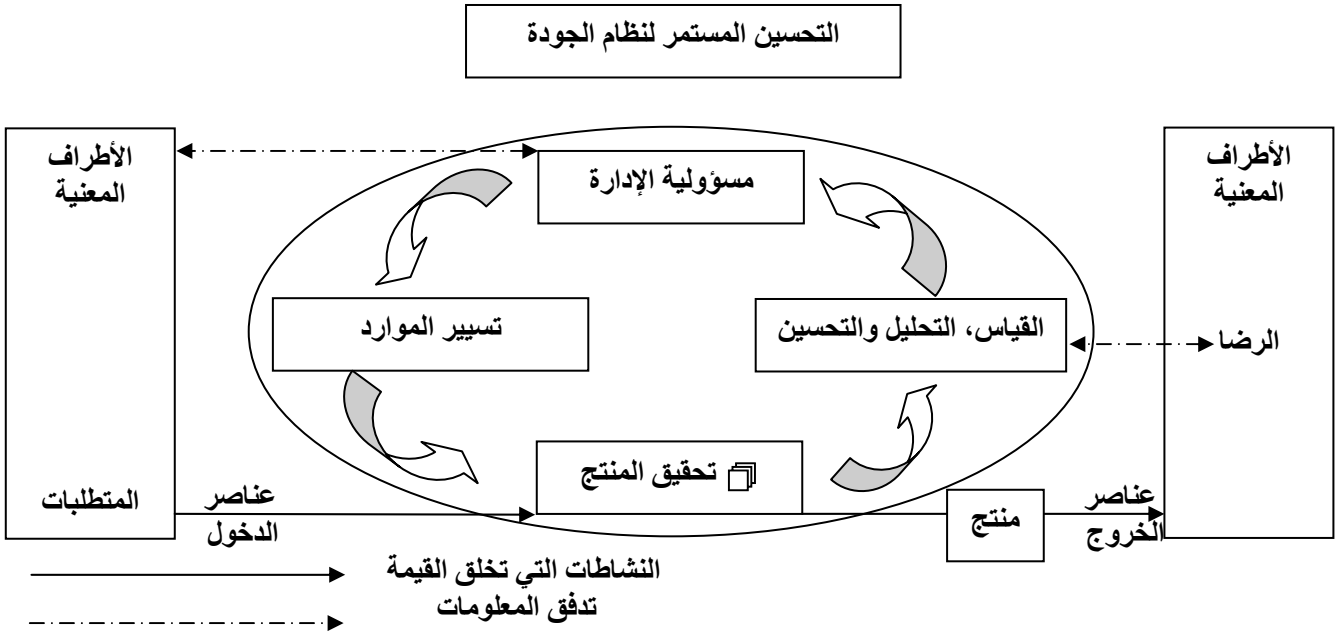 التحسين المستمر لنظام الجودة
الأطراف
المعنية
مسؤولية الإدارة
الأطراف
المعنية
القياس، التحليل والتحسين
تسيير الموارد
الرضا
تحقيق المنتج
عناصر
الخروج
منتج
عناصر
الدخول
المتطلبات
النشاطات التي تخلق القيمة
تدفق المعلومات